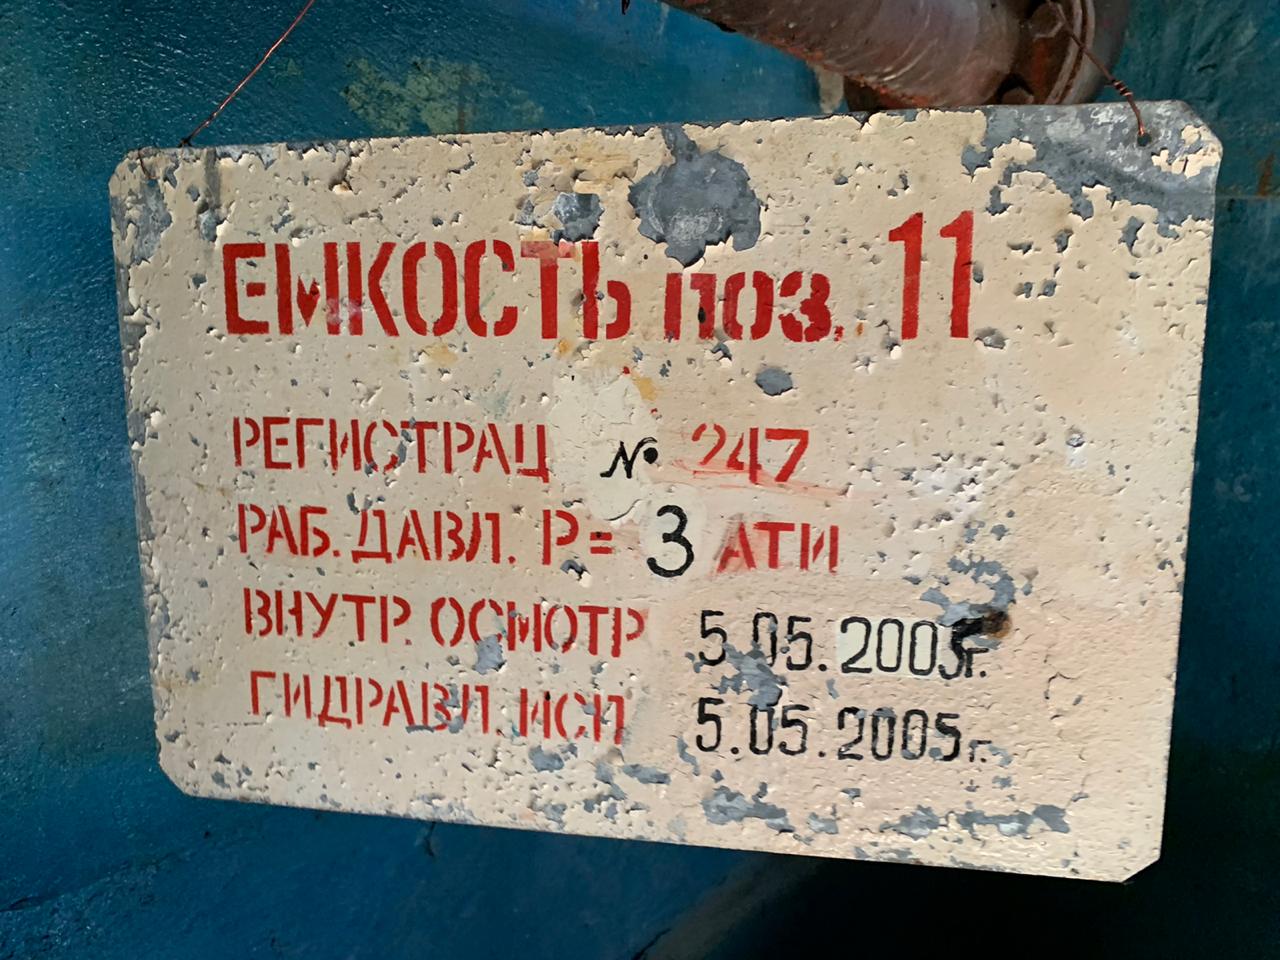 ЕМКОСТЬ поз. 11
РЕГИСТРАЦ № 247
РАБ. ДАВЛ. Р = 3 АТИ
ВНУТР. ОСМОТР 5.05.2005г.
ГИДРАВЛ. ИСП 5.05.2005г.